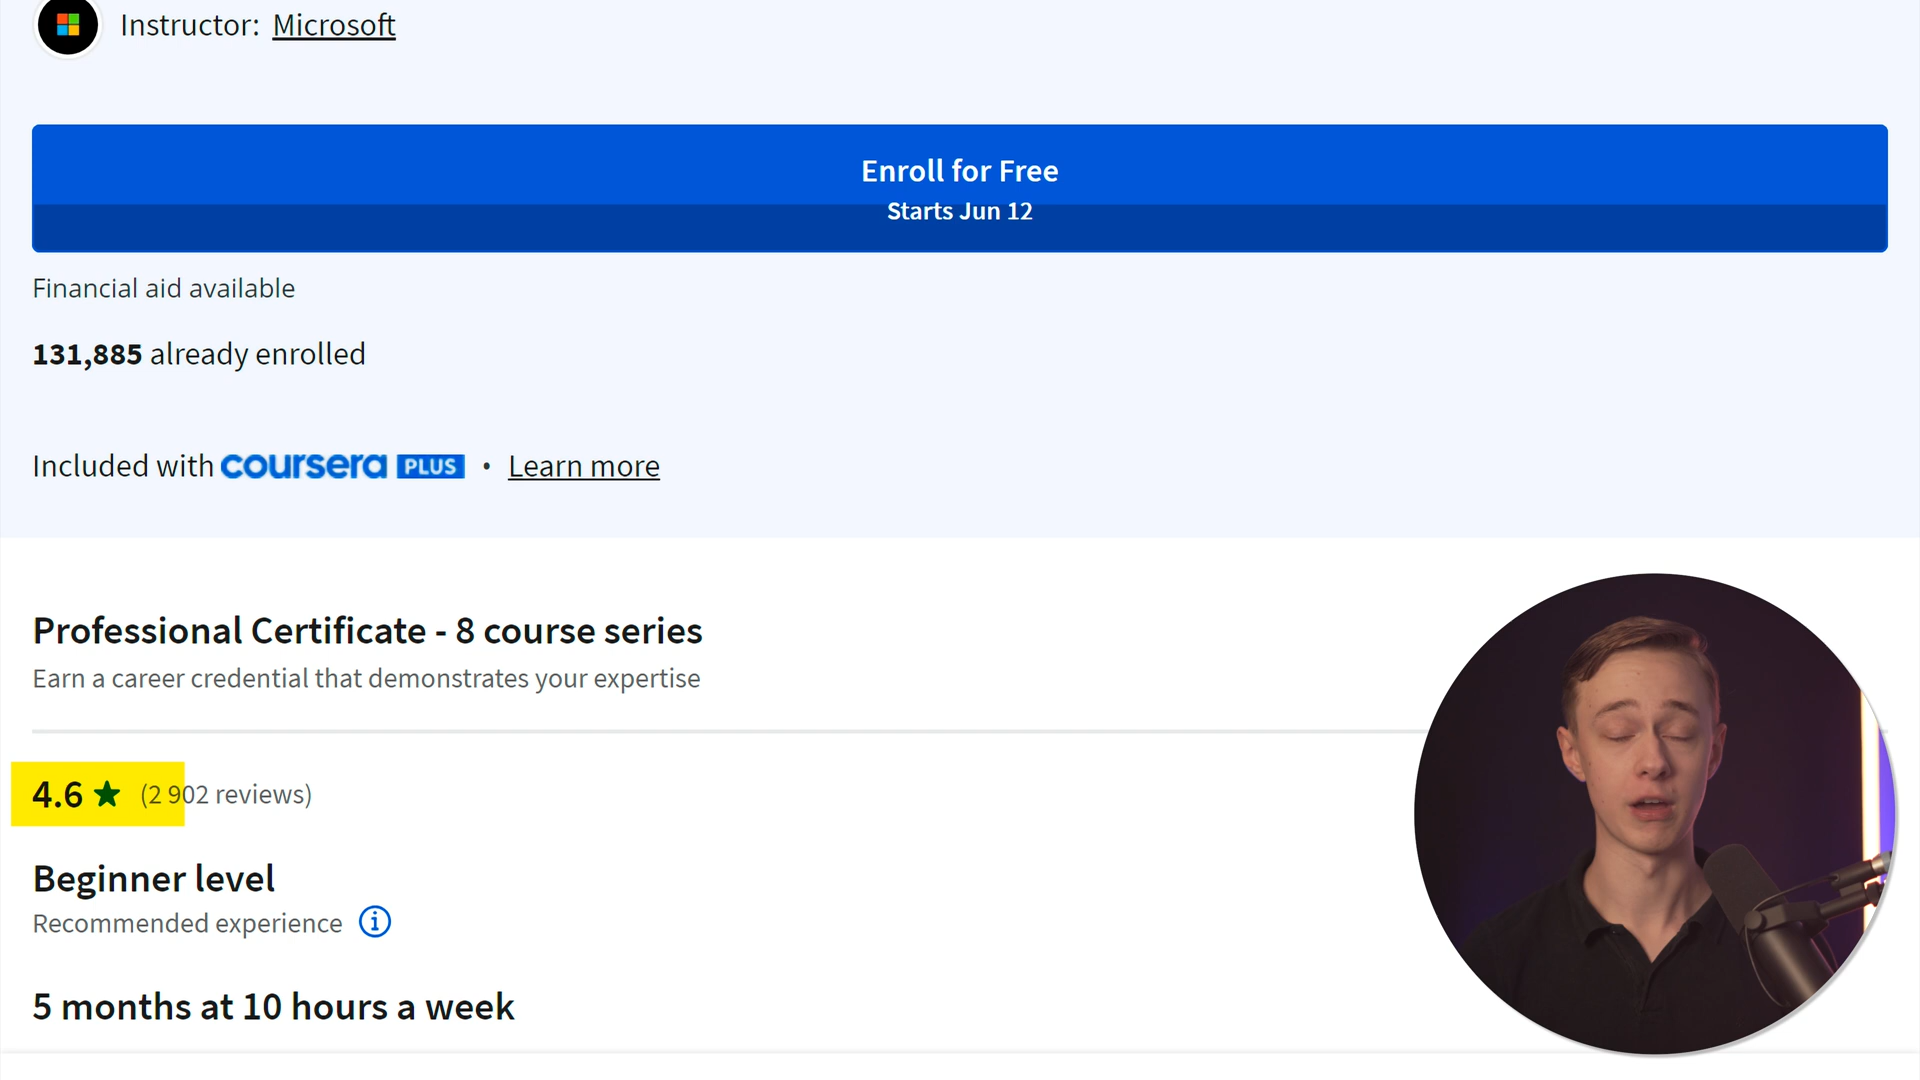 Instructor: Microsoft
Enroll for Free
Starts Jun 12
Financial aid available
131,885 already enrolled
Included with coursera PLUS • Learn more
Professional Certificate - 8 course series
Earn a career credential that demonstrates your expertise
4.6 ★ (2 902 reviews)
Beginner level
Recommended experience
5 months at 10 hours a week